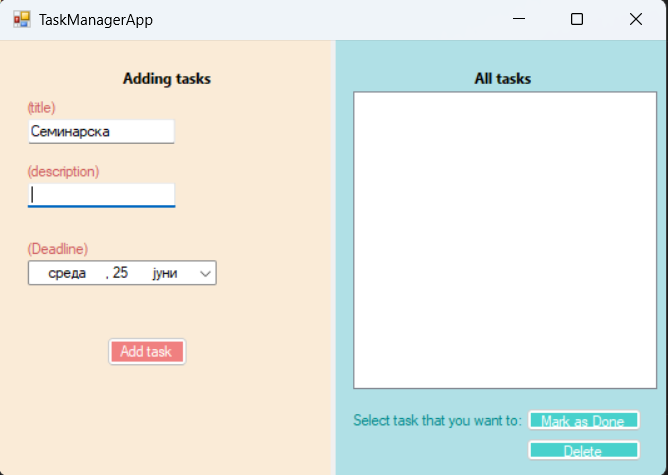 TaskManagerApp
Adding tasks
(title)
Семинарска
(description)
(Deadline)
среда , 25 јуни
Add task
All tasks
Select task that you want to: Mark as Done
Delete